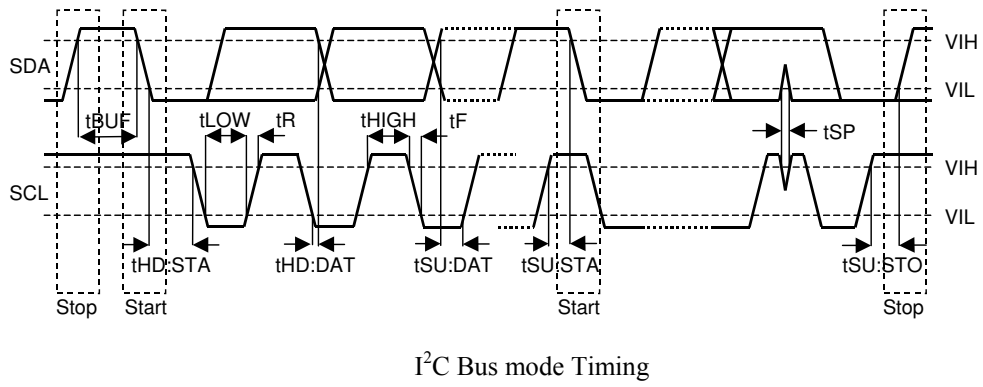 VIH
SDA
VIL
tBUF
tLOW
tR
tHIGH
tF
tSP
VIH
SCL
VIL
tHD:STA
tHD:DAT
tSU:DAT
tSU:STA
tSU:STO
Stop
Start
Start
Stop
I²C Bus mode Timing